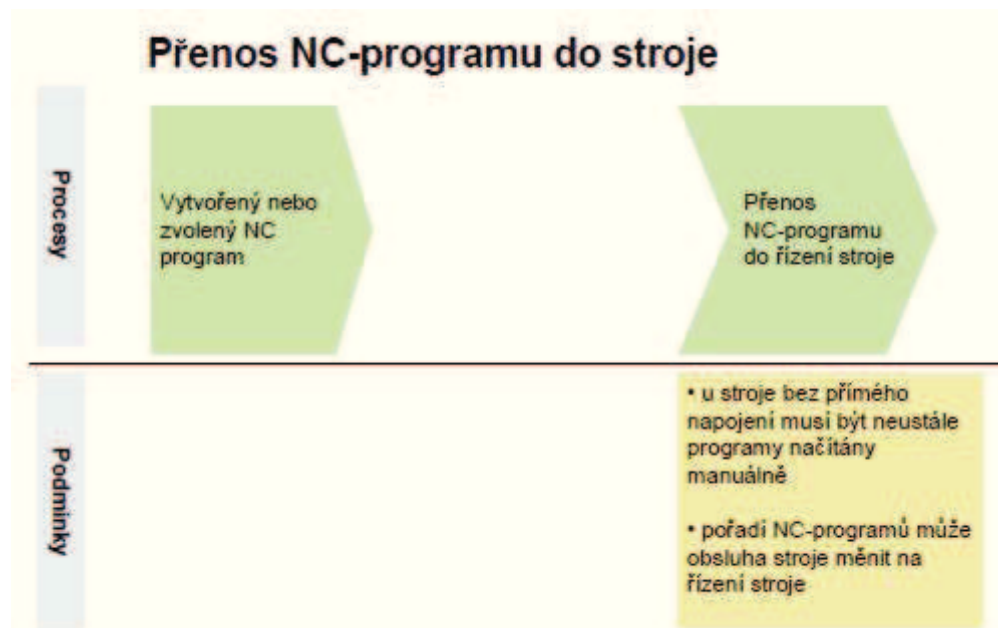 Přenos NC-programu do stroje
Procesy
Vytvořený nebo
zvolený NC
program
Přenos
NC-programu
do řízení stroje
Podmínky
• u stroje bez přímého
napojení musí být neustále
programy načítány
manuálně
• pořadí NC-programů může
obsluha stroje měnit na
řízení stroje